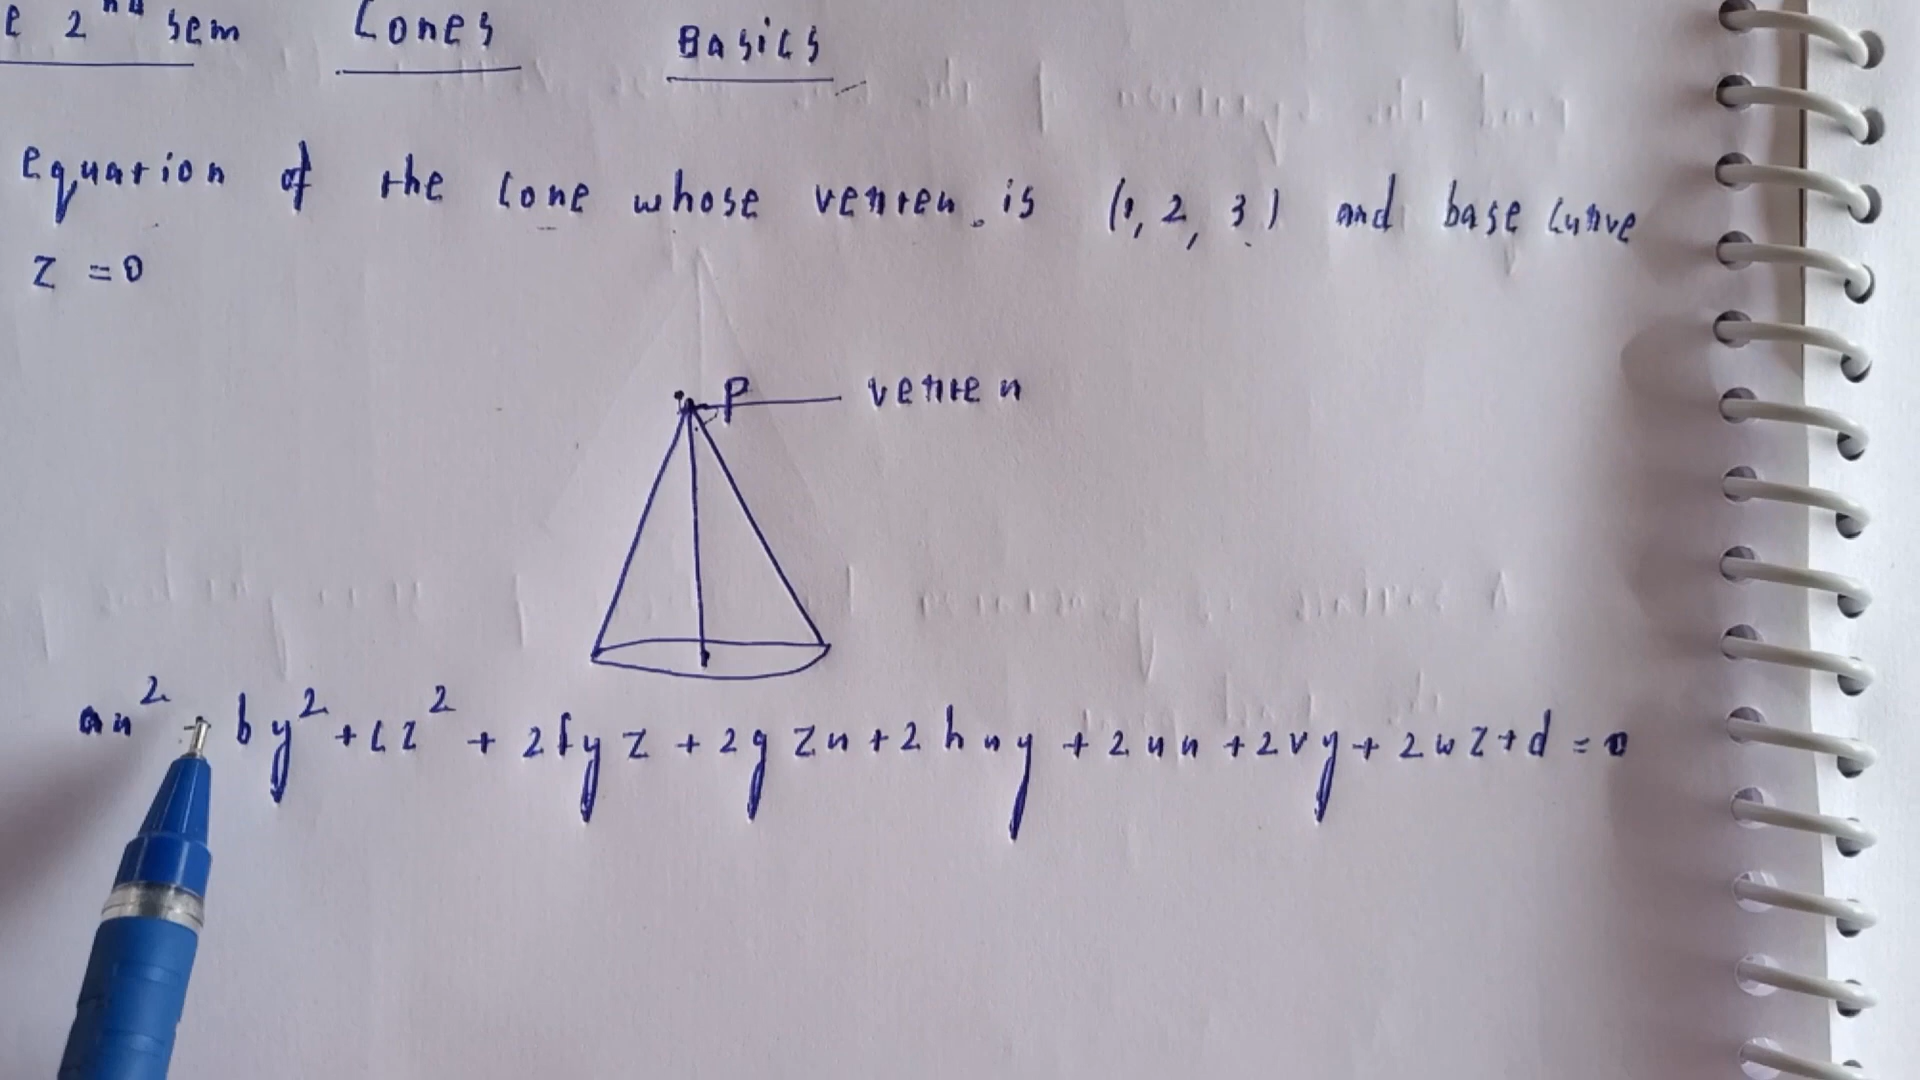 e 2nd sem Cones Basics
equation of the cone whose vertex is (1, 2, 3) and base curve
z = 0
P vertex
ax² + by² + cz² + 2fyz + 2gzx + 2hxy + 2ux + 2vy + 2wz + d = 0